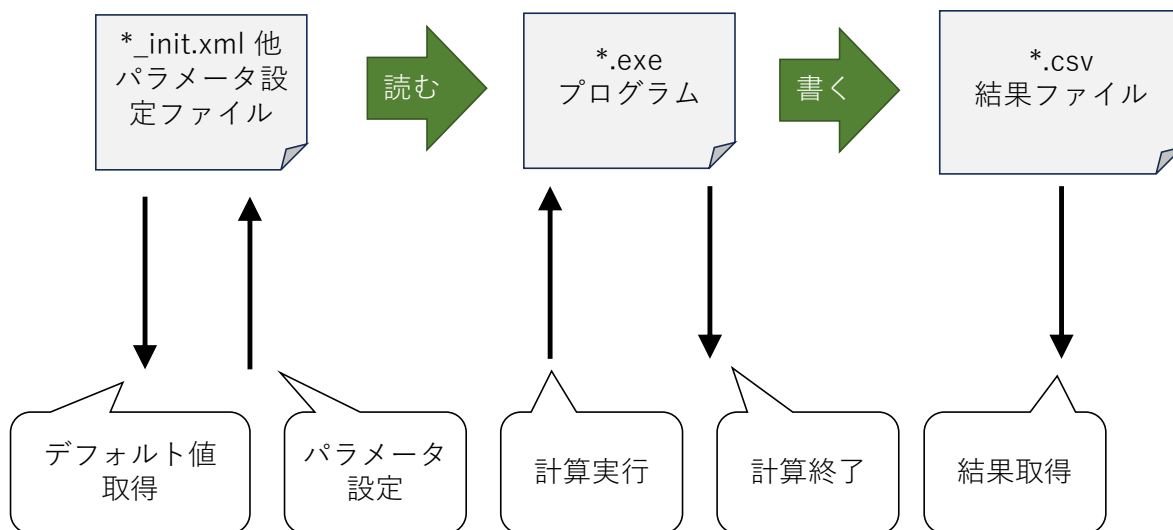 *_init.xml 他
パラメータ設
定ファイル
読む
*.exe
プログラム
書く
*.csv
結果ファイル
デフォルト値
取得
パラメータ
設定
計算実行
計算終了
結果取得